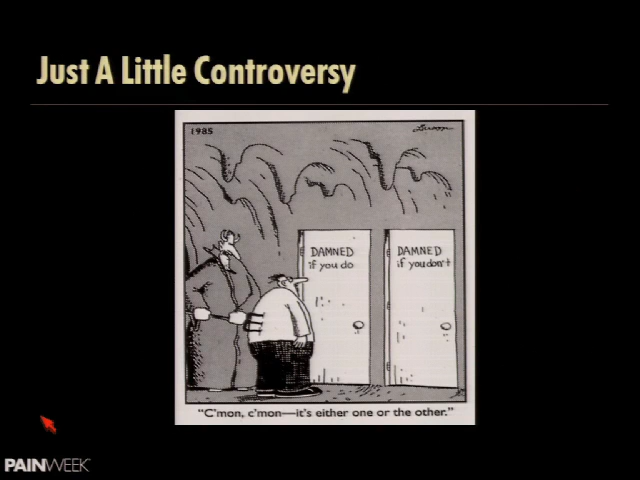 Just A Little Controversy
1985
Larson
DAMNED
if you do
DAMNED
if you don't
"C'mon, c'mon—it's either one or the other."
PAINWEEK